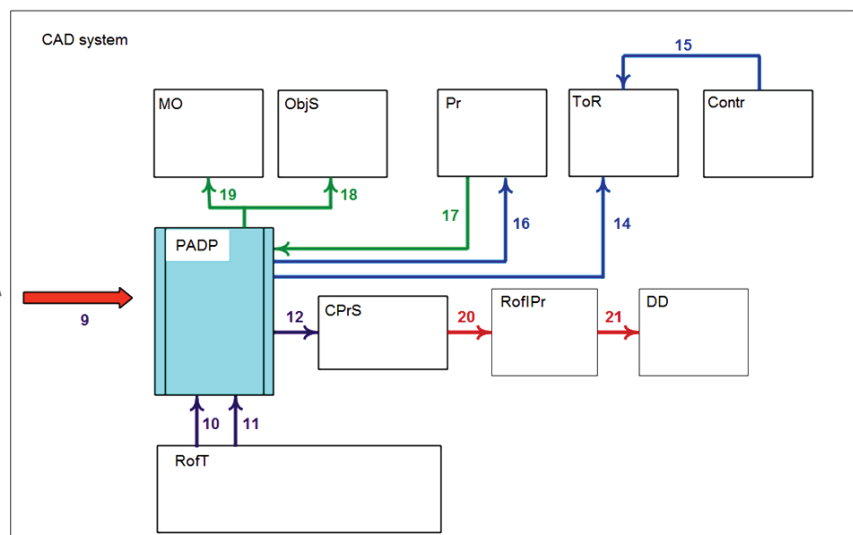 CAD system
15
MO
ObjS
Pr
ToR
Contr
19
18
17
16
14
PADP
9
12
CPrS
20
RofIPr
21
DD
10
11
RofT